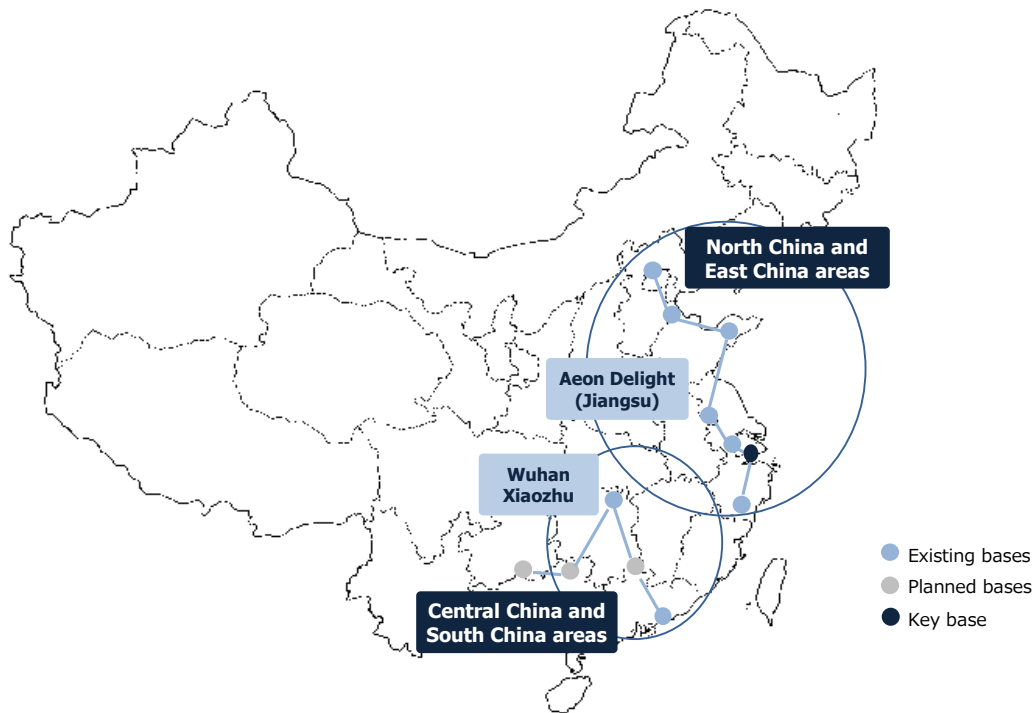 North China and
East China areas
Aeon Delight
(Jiangsu)
Wuhan
Xiaozhu
Central China and
South China areas
Existing bases
Planned bases
Key base